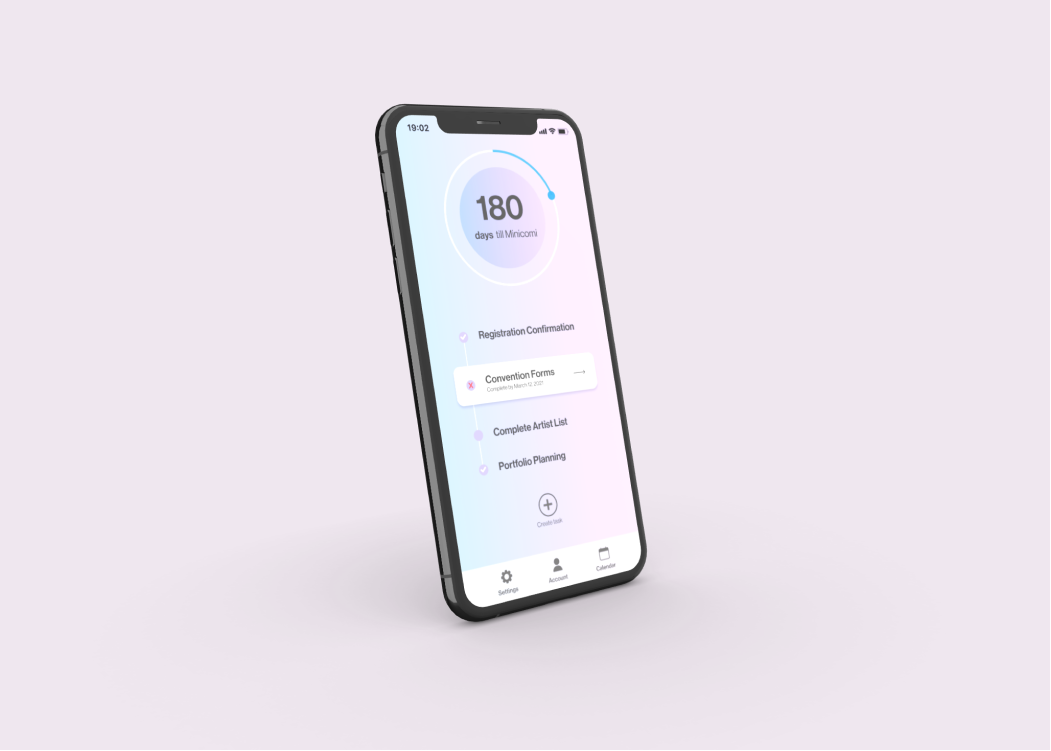 19:02
180
days till Minicomi
Registration Confirmation
Convention Forms
Complete by March 12, 2021
Complete Artist List
Portfolio Planning
Create task
Settings
Account
Calendar